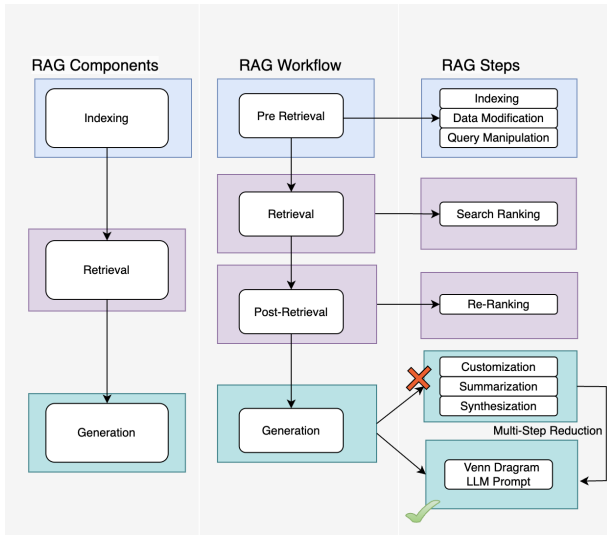 RAG Components
RAG Workflow
RAG Steps
Indexing
Pre Retrieval
Indexing
Data Modification
Query Manipulation
Retrieval
Retrieval
Search Ranking
Post-Retrieval
Re-Ranking
Generation
Generation
Customization
Summarization
Synthesization
Multi-Step Reduction
Venn Dragram
LLM Prompt